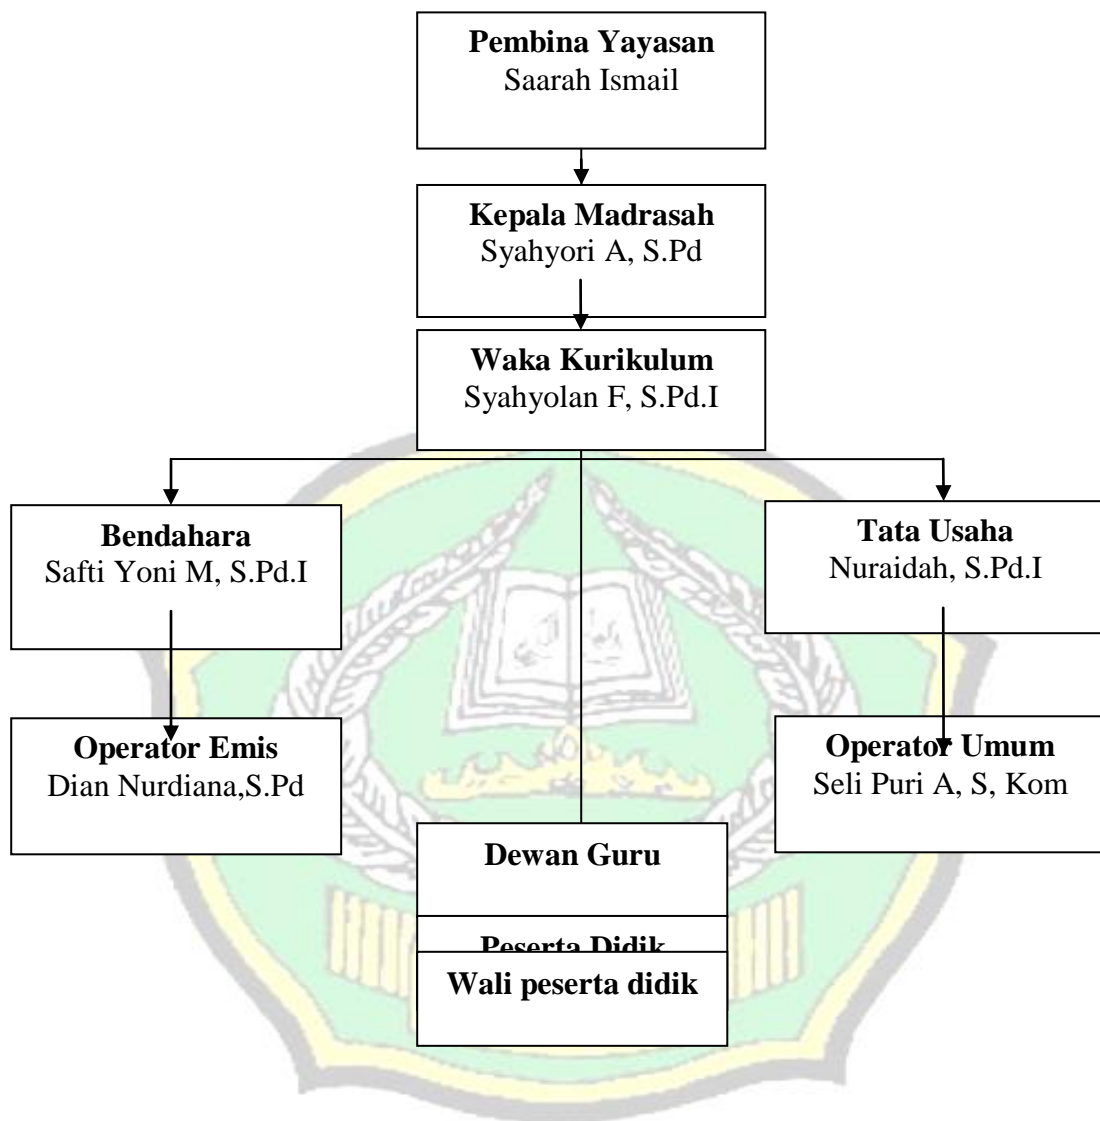 Pembina Yayasan
Saarah Ismail
Kepala Madrasah
Syahyori A, S.Pd
Waka Kurikulum
Syahyolan F, S.Pd.I
Bendahara
Safti Yoni M, S.Pd.I
Tata Usaha
Nuraidah, S.Pd.I
Operator Emis
Dian Nurdiana,S.Pd
Operator Umum
Seli Puri A, S, Kom
Dewan Guru
Peserta Didik
Wali peserta didik